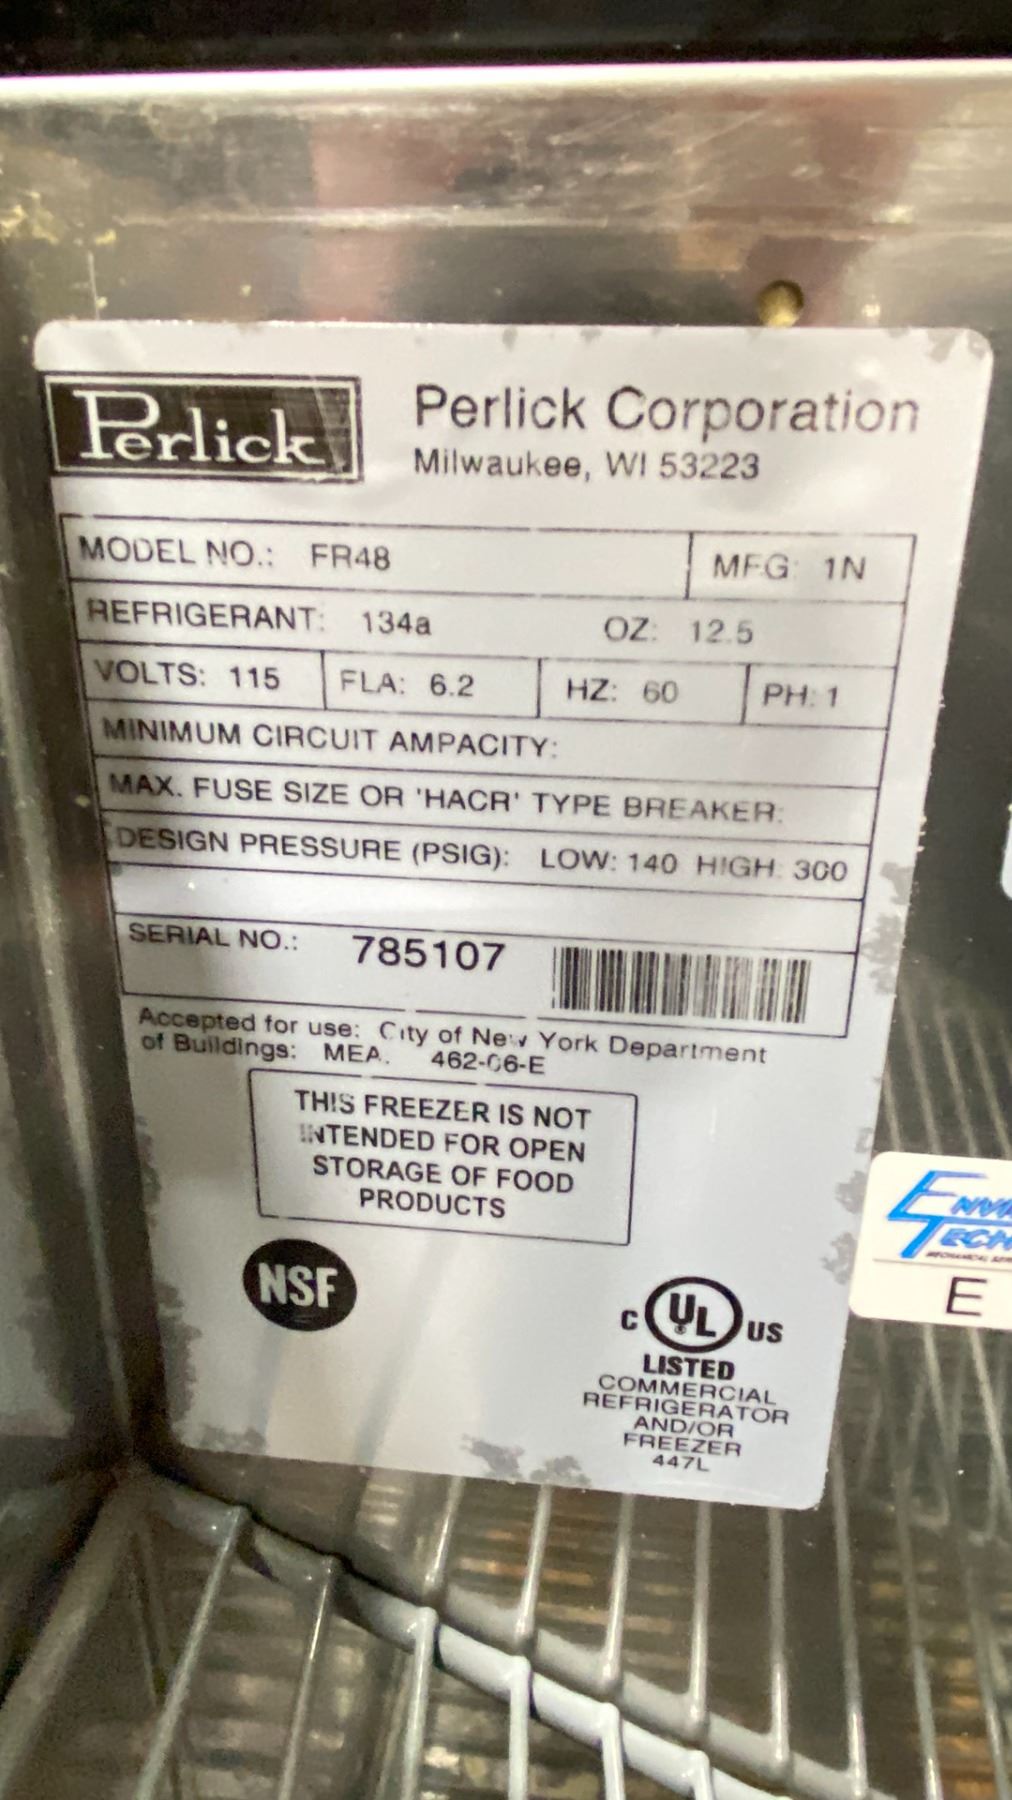 Perlick
Perlick Corporation
Milwaukee, WI 53223
MODEL NO.: FR48 MFG: 1N
REFRIGERANT: 134a OZ: 12.5
VOLTS: 115 FLA: 6.2 HZ: 60 PH: 1
MINIMUM CIRCUIT AMPACITY:
MAX. FUSE SIZE OR 'HACR' TYPE BREAKER:
DESIGN PRESSURE (PSIG): LOW: 140 HIGH: 300
SERIAL NO.: 785107
Accepted for use: City of New York Department
of Buildings: MEA. 462-06-E
THIS FREEZER IS NOT
INTENDED FOR OPEN
STORAGE OF FOOD
PRODUCTS
NSF
C UL US
LISTED
COMMERCIAL
REFRIGERATOR
AND/OR
FREEZER
447L
E